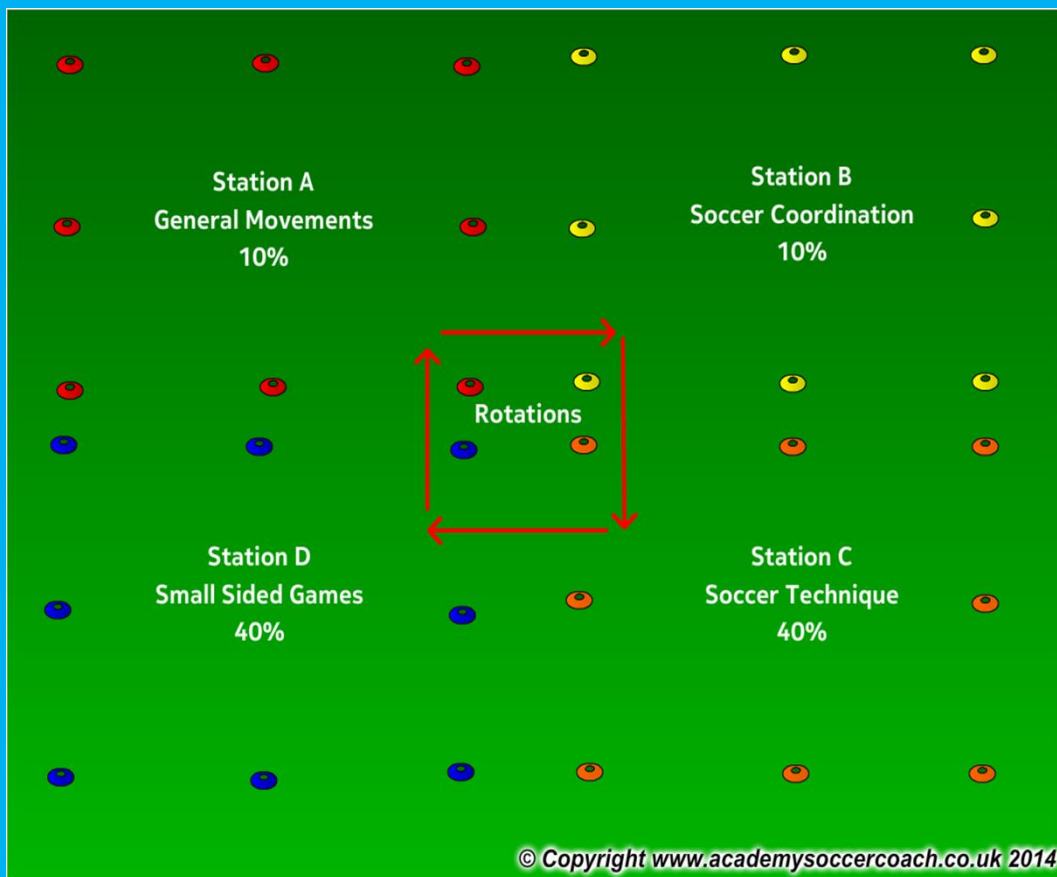 Station A
General Movements
10%
Station B
Soccer Coordination
10%
Rotations
Station D
Small Sided Games
40%
Station C
Soccer Technique
40%
© Copyright www.academysoccercoach.co.uk 2014